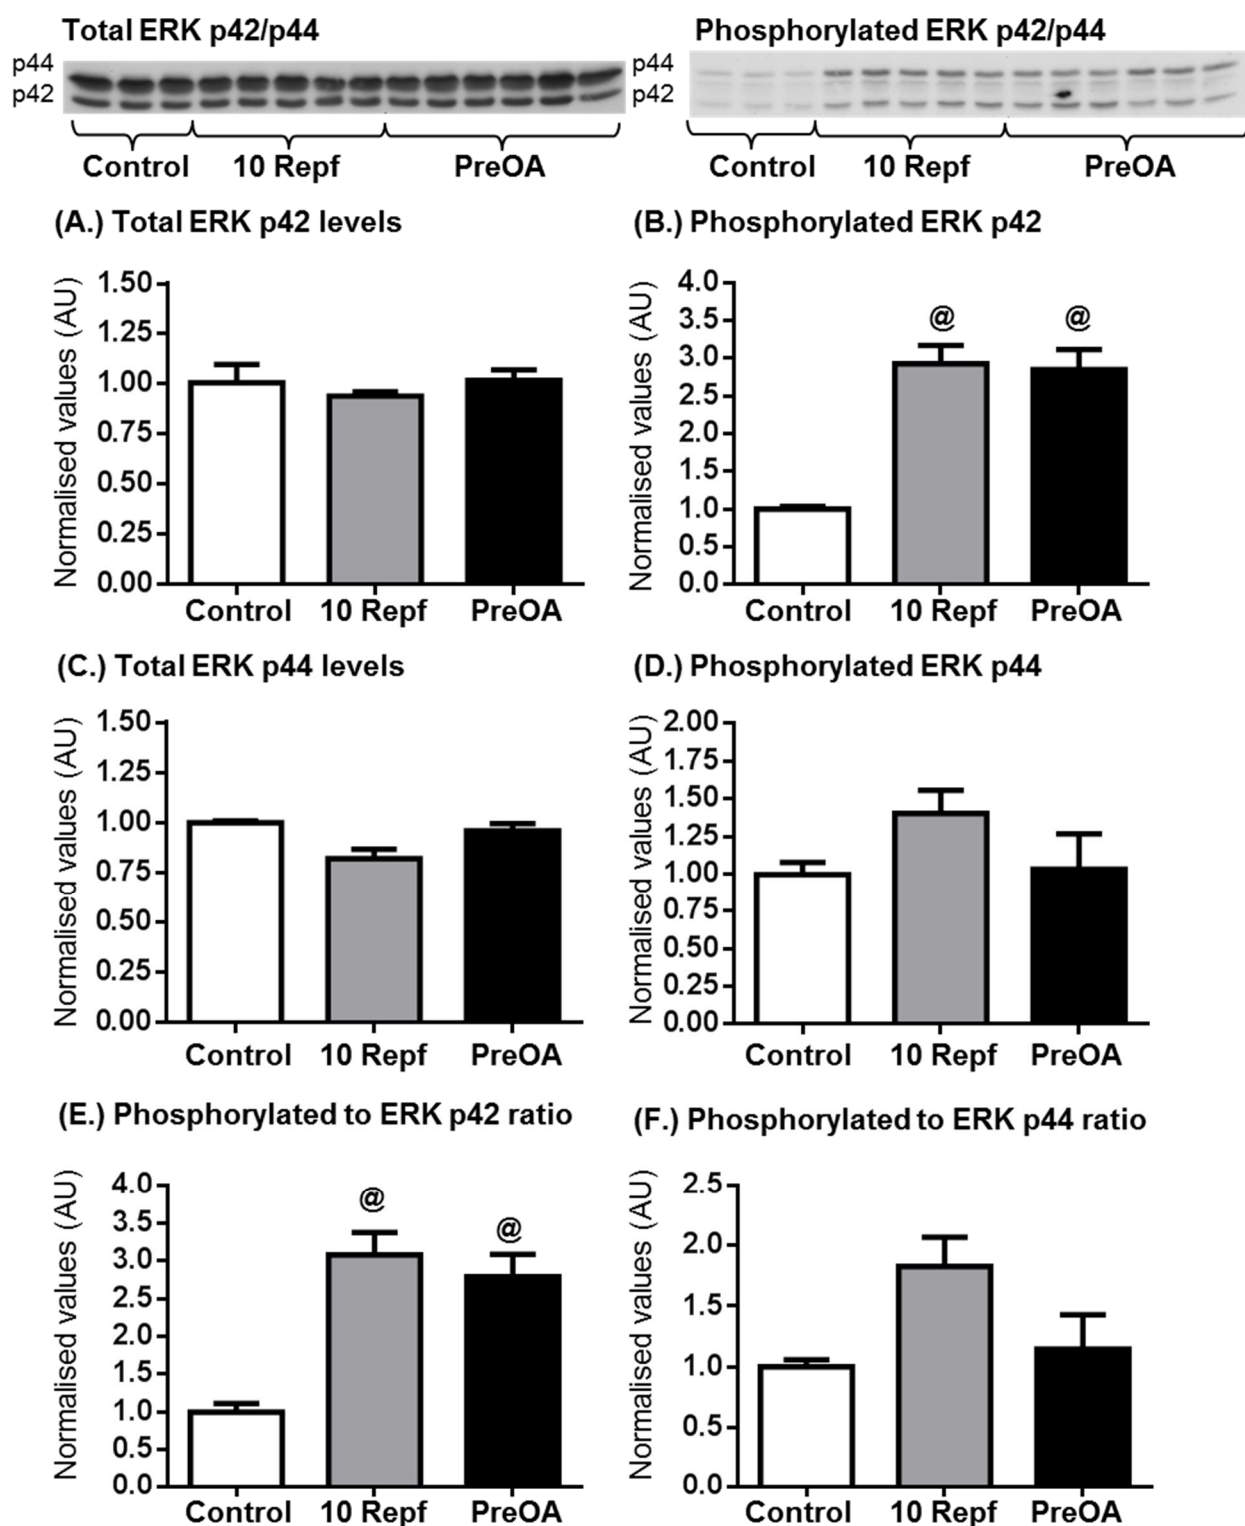 Total ERK p42/p44
Phosphorylated ERK p42/p44
p44
p42
p44
p42
Control 10 Repf PreOA
Control 10 Repf PreOA
(A.) Total ERK p42 levels
Normalised values (AU)
1.50
1.25
1.00
0.75
0.50
0.25
0.00
Control 10 Repf PreOA
(B.) Phosphorylated ERK p42
Normalised values (AU)
4.0
3.5
3.0
2.5
2.0
1.5
1.0
0.5
0.0
@ @
Control 10 Repf PreOA
(C.) Total ERK p44 levels
Normalised values (AU)
1.50
1.25
1.00
0.75
0.50
0.25
0.00
Control 10 Repf PreOA
(D.) Phosphorylated ERK p44
Normalised values (AU)
2.00
1.75
1.50
1.25
1.00
0.75
0.50
0.25
0.00
Control 10 Repf PreOA
(E.) Phosphorylated to ERK p42 ratio
Normalised values (AU)
4.0
3.5
3.0
2.5
2.0
1.5
1.0
0.5
0.0
@ @
Control 10 Repf PreOA
(F.) Phosphorylated to ERK p44 ratio
Normalised values (AU)
2.5
2.0
1.5
1.0
0.5
0.0
Control 10 Repf PreOA